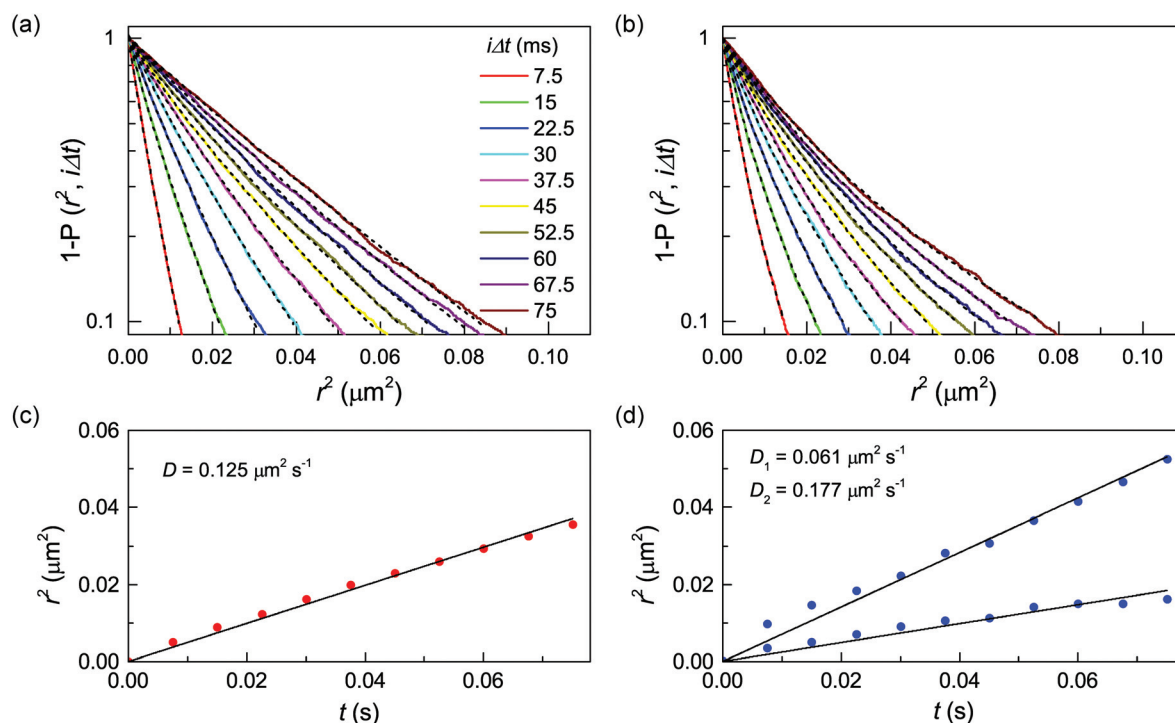 (a)
1
0.1
1-P (r², iΔt)
0.00 0.02 0.04 0.06 0.08 0.10
r² (μm²)
iΔt (ms)
7.5
15
22.5
30
37.5
45
52.5
60
67.5
75
(b)
1
0.1
1-P (r², iΔt)
0.00 0.02 0.04 0.06 0.08 0.10
r² (μm²)
(c)
0.06
0.04
0.02
0.00
r² (μm²)
D = 0.125 μm² s⁻¹
0.00 0.02 0.04 0.06
t (s)
(d)
0.06
0.04
0.02
0.00
r² (μm²)
D₁ = 0.061 μm² s⁻¹
D₂ = 0.177 μm² s⁻¹
0.00 0.02 0.04 0.06
t (s)